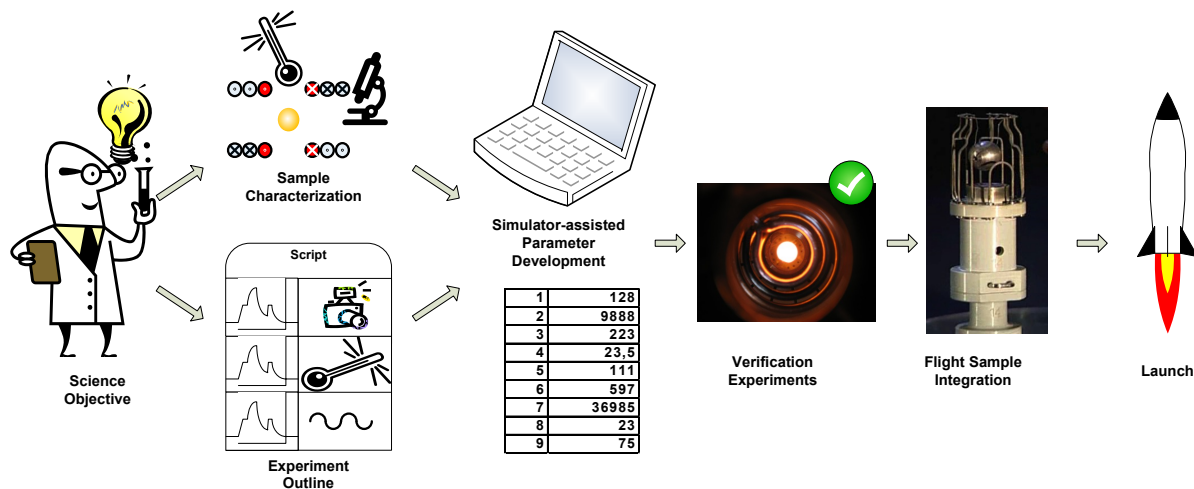 Science
Objective
Sample
Characterization
Script
Experiment
Outline
Simulator-assisted
Parameter
Development
1 128
2 9888
3 223
4 23,5
5 111
6 597
7 36985
8 23
9 75
Verification
Experiments
Flight Sample
Integration
Launch